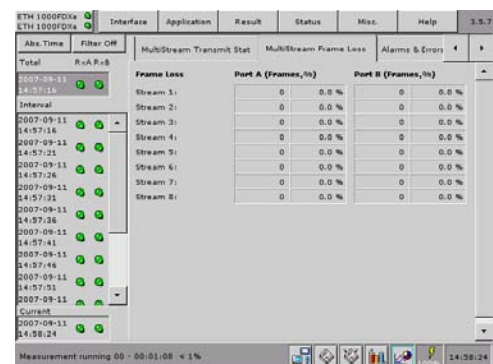 ETH 1000FDXs
ETH 1000FDXs
Interface Application Result Status Misc. Help 3.5.7
Abs.Time Filter Off
MultiStream Transmit Stat MultiStream Frame Loss Alarms & Errors
Total RxA RxB
2007-09-11
14:57:16
Interval
2007-09-11
14:57:16
2007-09-11
14:57:21
2007-09-11
14:57:26
2007-09-11
14:57:31
2007-09-11
14:57:36
2007-09-11
14:57:41
2007-09-11
14:57:46
2007-09-11
14:57:51
2007-09-11
Current
2007-09-11
14:58:24
Frame Loss Port A (Frames,%) Port B (Frames,%)
Stream 1: 0 0.0 % 0 0.0 %
Stream 2: 0 0.0 % 0 0.0 %
Stream 3: 0 0.0 % 0 0.0 %
Stream 4: 0 0.0 % 0 0.0 %
Stream 5: 0 0.0 % 0 0.0 %
Stream 6: 0 0.0 % 0 0.0 %
Stream 7: 0 0.0 % 0 0.0 %
Stream 8: 0 0.0 % 0 0.0 %
Measurement running 00 - 00:01:08 < 1% 14:58:24